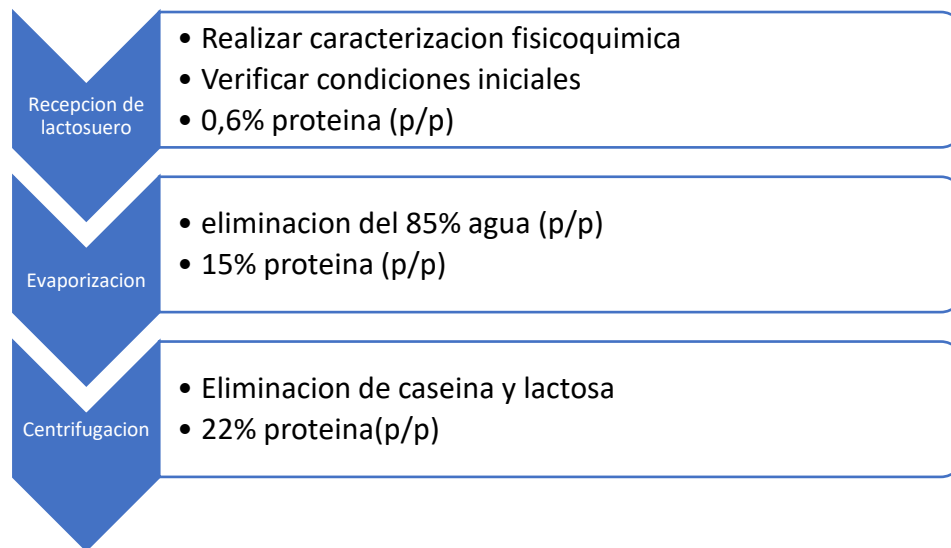 Recepcion de
lactosuero
• Realizar caracterizacion fisicoquimica
• Verificar condiciones iniciales
• 0,6% proteina (p/p)
Evaporizacion
• eliminacion del 85% agua (p/p)
• 15% proteina (p/p)
Centrifugacion
• Eliminacion de caseina y lactosa
• 22% proteina(p/p)